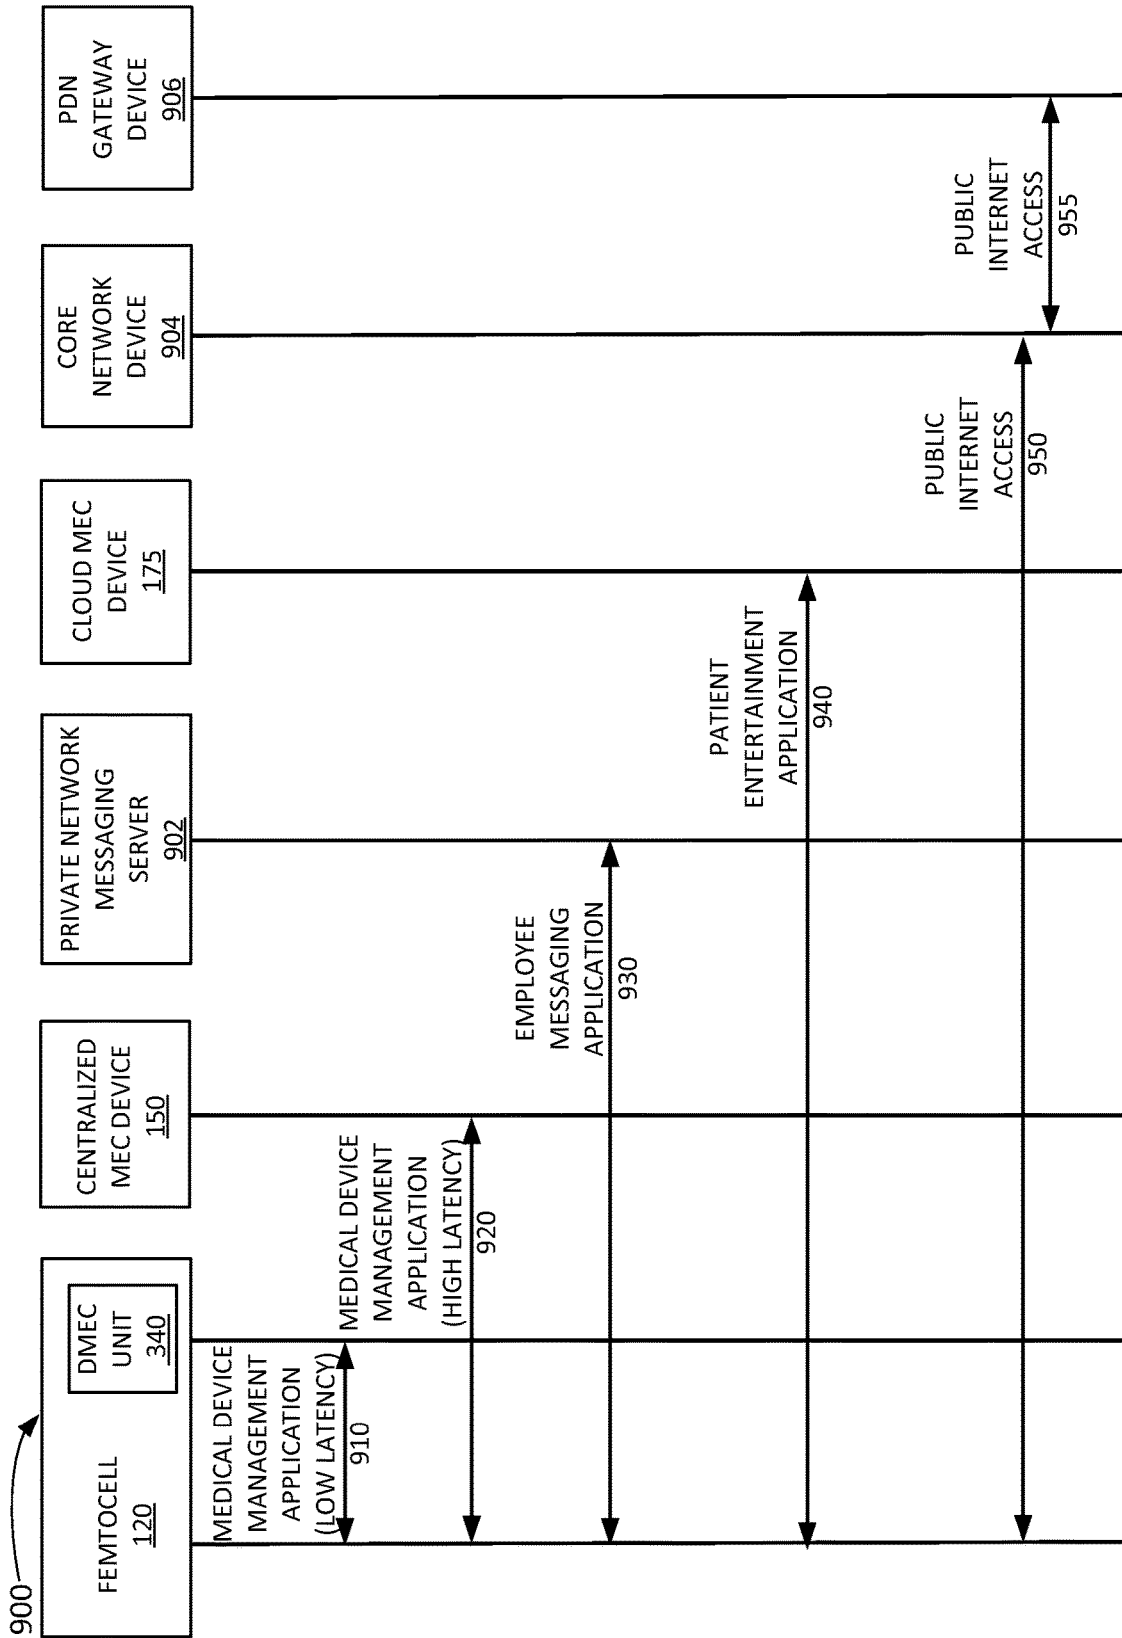 900
FEMTOCELL
120
DMEC
UNIT
340
CENTRALIZED
MEC DEVICE
150
PRIVATE NETWORK
MESSAGING
SERVER
902
CLOUD MEC
DEVICE
175
CORE
NETWORK
DEVICE
904
PDN
GATEWAY
DEVICE
906
MEDICAL DEVICE
MANAGEMENT
APPLICATION
(LOW LATENCY)
910
MEDICAL DEVICE
MANAGEMENT
APPLICATION
(HIGH LATENCY)
920
EMPLOYEE
MESSAGING
APPLICATION
930
PATIENT
ENTERTAINMENT
APPLICATION
940
PUBLIC
INTERNET
ACCESS
950
PUBLIC
INTERNET
ACCESS
955